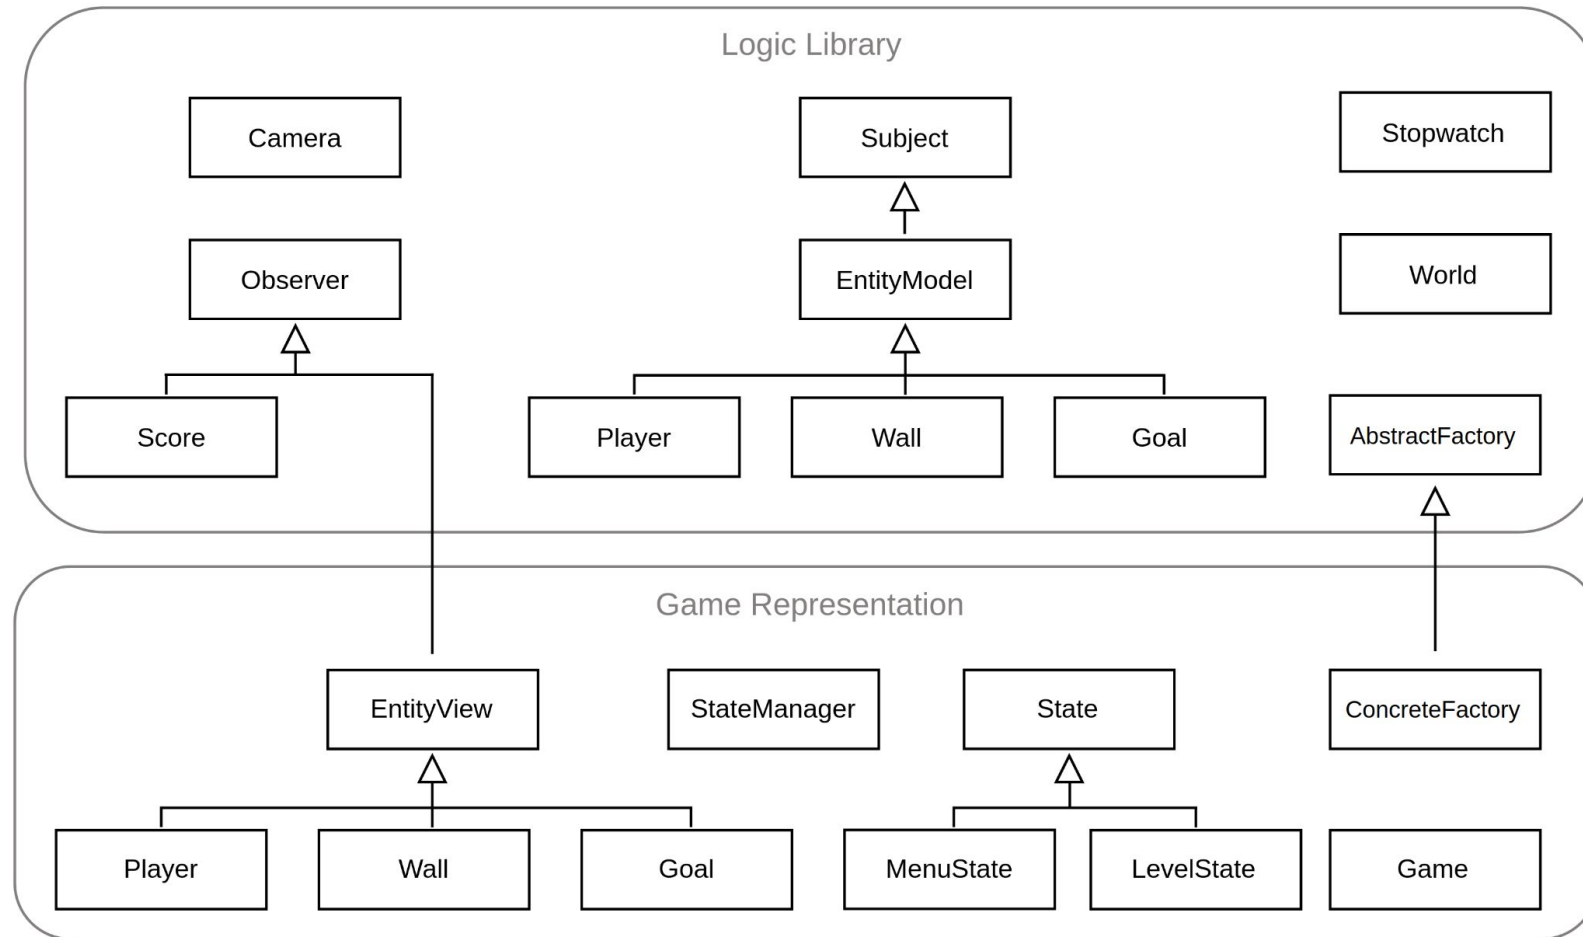 Logic Library
Camera
Subject
Stopwatch
Observer
EntityModel
World
Score
Player
Wall
Goal
AbstractFactory
Game Representation
EntityView
StateManager
State
ConcreteFactory
Player
Wall
Goal
MenuState
LevelState
Game